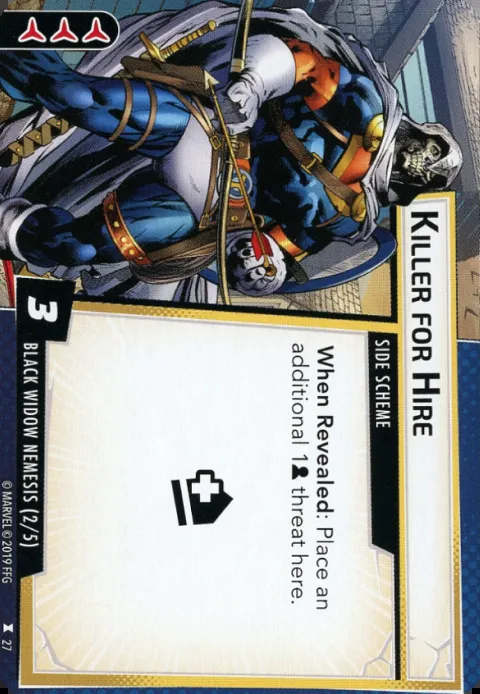 KILLER FOR HIRE
SIDE SCHEME
When Revealed: Place an
additional 1 threat here.
3
BLACK WIDOW NEMESIS (2/5)
© MARVEL © 2019 FFG
27